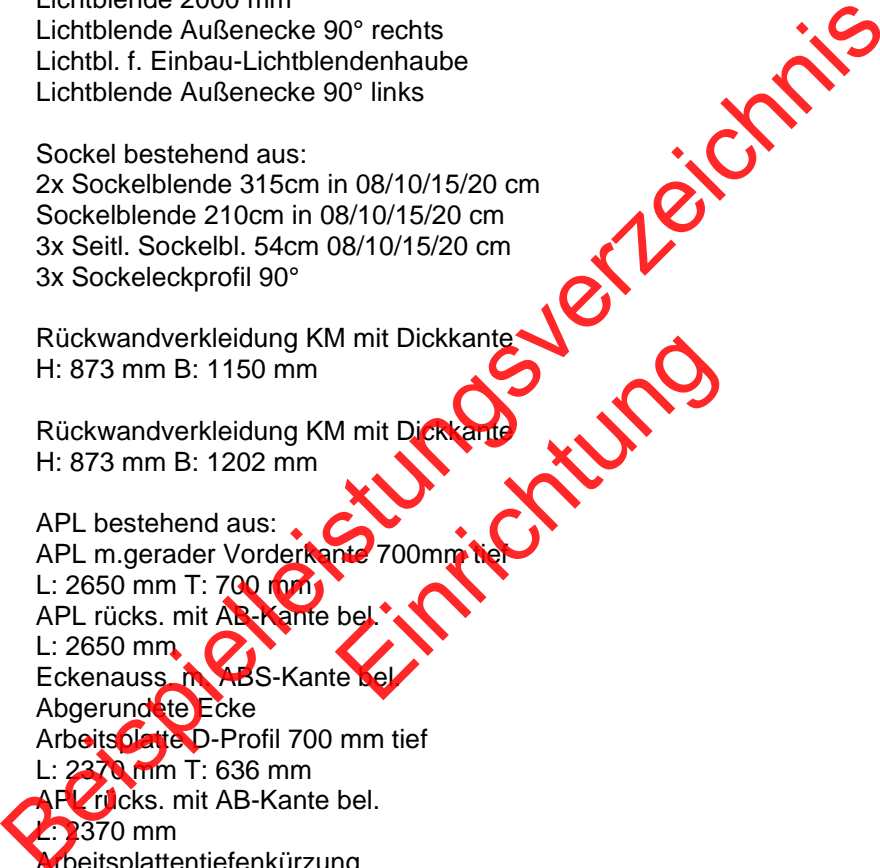 Lichtblende 2000 mm
Lichtblende Außenecke 90° rechts
Lichtbl. f. Einbau-Lichtblendenhaube
Lichtblende Außenecke 90° links
Sockel bestehend aus:
2x Sockelblende 315cm in 08/10/15/20 cm
Sockelblende 210cm in 08/10/15/20 cm
3x Seitl. Sockelbl. 54cm 08/10/15/20 cm
3x Sockeleckprofil 90°
Rückwandverkleidung KM mit Dickkante
H: 873 mm B: 1150 mm
Rückwandverkleidung KM mit Dickkante
H: 873 mm B: 1202 mm
APL bestehend aus:
APL m.gerader Vorderkante 700mm tief
L: 2650 mm T: 700 mm
APL rücks. mit AB-Kante bel.
L: 2650 mm
Eckenauss. m. ABS-Kante bel.
Abgerundete Ecke
Arbeitsplatte D-Profil 700 mm tief
L: 2370 mm T: 636 mm
APL rücks. mit AB-Kante bel.
L: 2370 mm
Arbeitsplattentiefenkürzung
Beispielleistungsverzeichnis
Einrichtung